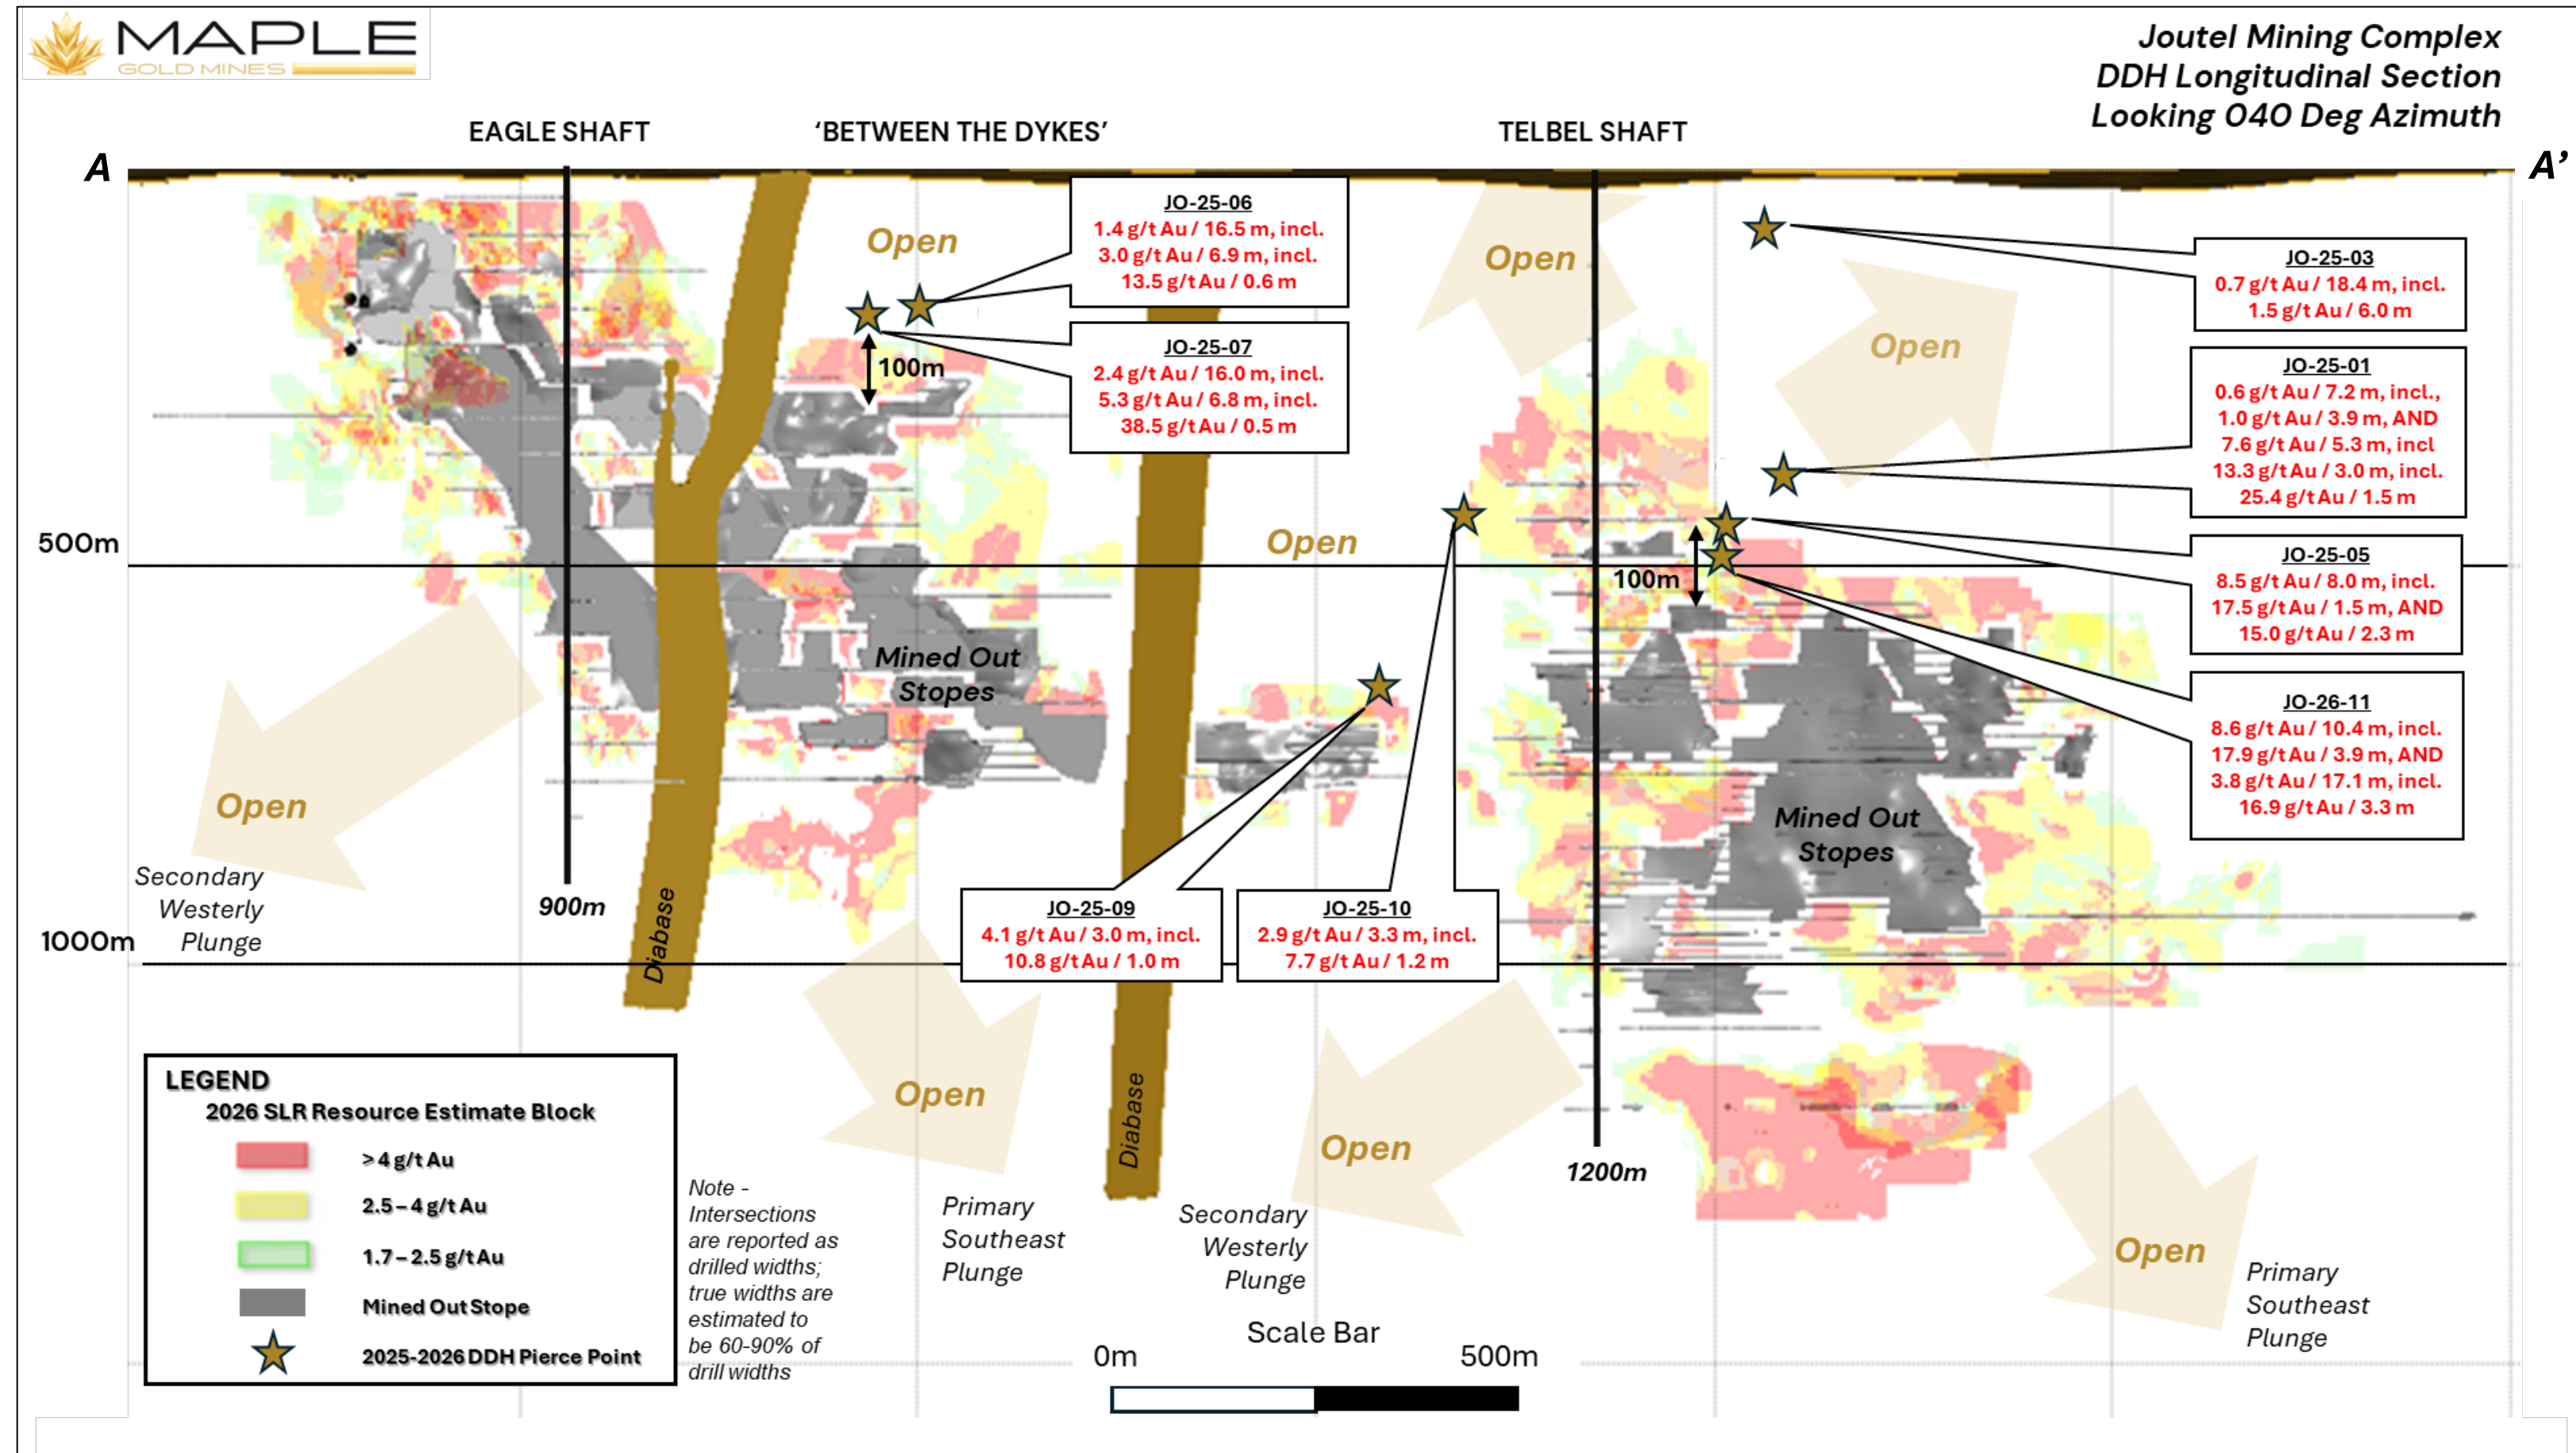 MAPLE
GOLD MINES
Joutel Mining Complex
DDH Longitudinal Section
Looking 040 Deg Azimuth
EAGLE SHAFT
‘BETWEEN THE DYKES’
TELBEL SHAFT
A
A’
Open
JO-25-06
1.4 g/t Au / 16.5 m, incl.
3.0 g/t Au / 6.9 m, incl.
13.5 g/t Au / 0.6 m
JO-25-07
2.4 g/t Au / 16.0 m, incl.
5.3 g/t Au / 6.8 m, incl.
38.5 g/t Au / 0.5 m
100m
Open
Open
JO-25-03
0.7 g/t Au / 18.4 m, incl.
1.5 g/t Au / 6.0 m
JO-25-01
0.6 g/t Au / 7.2 m, incl.,
1.0 g/t Au / 3.9 m, AND
7.6 g/t Au / 5.3 m, incl
13.3 g/t Au / 3.0 m, incl.
25.4 g/t Au / 1.5 m
500m
Open
100m
JO-25-05
8.5 g/t Au / 8.0 m, incl.
17.5 g/t Au / 1.5 m, AND
15.0 g/t Au / 2.3 m
Mined Out
Stopes
JO-26-11
8.6 g/t Au / 10.4 m, incl.
17.9 g/t Au / 3.9 m, AND
3.8 g/t Au / 17.1 m, incl.
16.9 g/t Au / 3.3 m
Open
Mined Out
Stopes
Secondary
Westerly
Plunge
900m
Diabase
1000m
JO-25-09
4.1 g/t Au / 3.0 m, incl.
10.8 g/t Au / 1.0 m
JO-25-10
2.9 g/t Au / 3.3 m, incl.
7.7 g/t Au / 1.2 m
Open
Primary
Southeast
Plunge
Diabase
Open
Secondary
Westerly
Plunge
1200m
Open
Primary
Southeast
Plunge
LEGEND
2026 SLR Resource Estimate Block
> 4 g/t Au
2.5 – 4 g/t Au
1.7 – 2.5 g/t Au
Mined Out Stope
2025-2026 DDH Pierce Point
Note -
Intersections
are reported as
drilled widths;
true widths are
estimated to
be 60-90% of
drill widths
Scale Bar
0m
500m